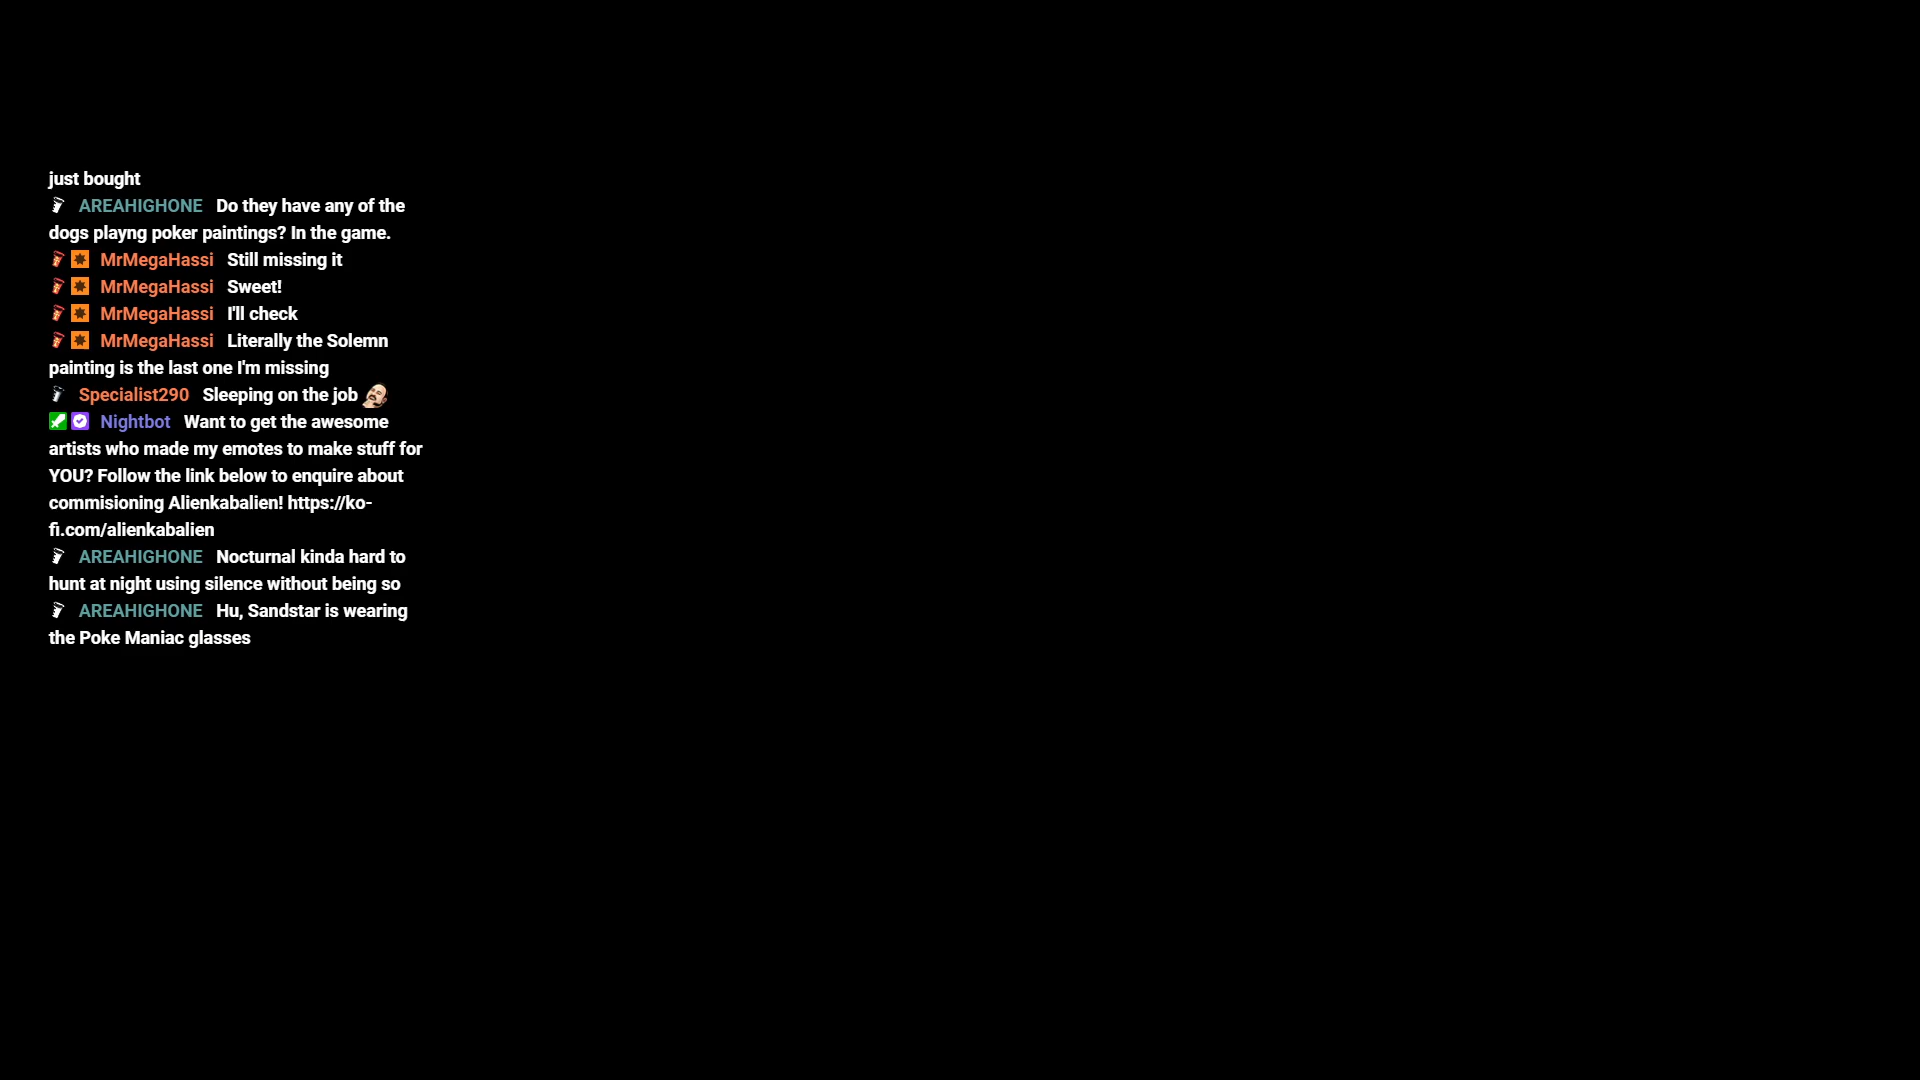 just bought
AREAHIGHONE Do they have any of the
dogs playng poker paintings? In the game.
MrMegaHassi Still missing it
MrMegaHassi Sweet!
MrMegaHassi I'll check
MrMegaHassi Literally the Solemn
painting is the last one I'm missing
Specialist290 Sleeping on the job
Nightbot Want to get the awesome
artists who made my emotes to make stuff for
YOU? Follow the link below to enquire about
commisioning Alienkabalien! https://ko-
fi.com/alienkabalien
AREAHIGHONE Nocturnal kinda hard to
hunt at night using silence without being so
AREAHIGHONE Hu, Sandstar is wearing
the Poke Maniac glasses